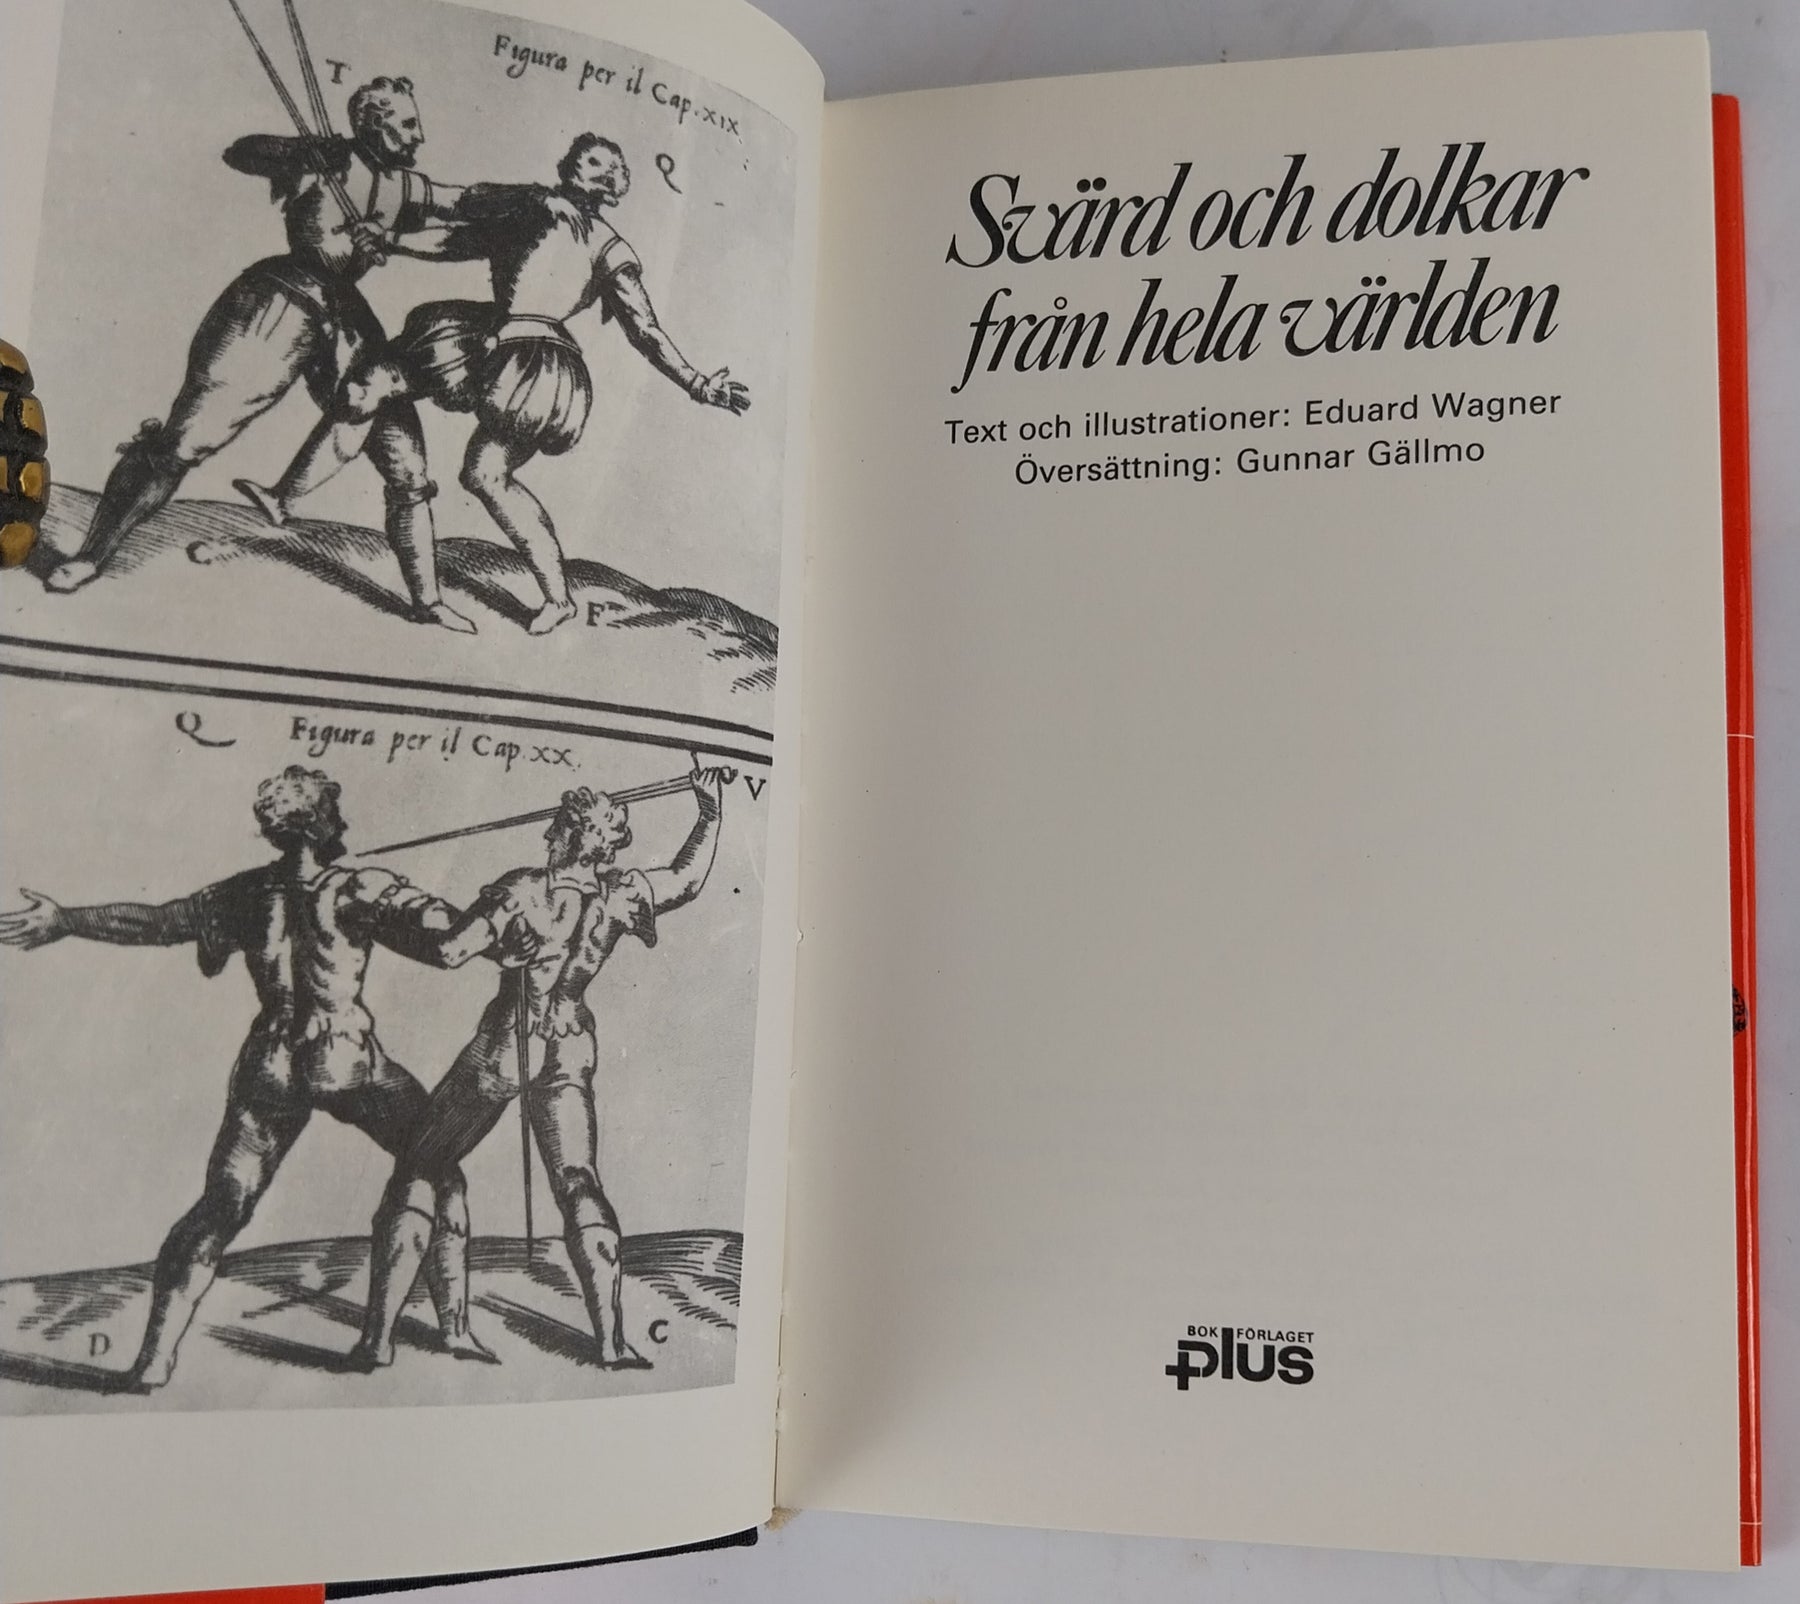 Figura per il Cap. XIX
T
Q
C
F
Q
Figura per il Cap. XX.
V
D
C
Svärd och dolkar
från hela världen
Text och illustrationer: Eduard Wagner
Översättning: Gunnar Gällmo
BOK FÖRLAGET
plus